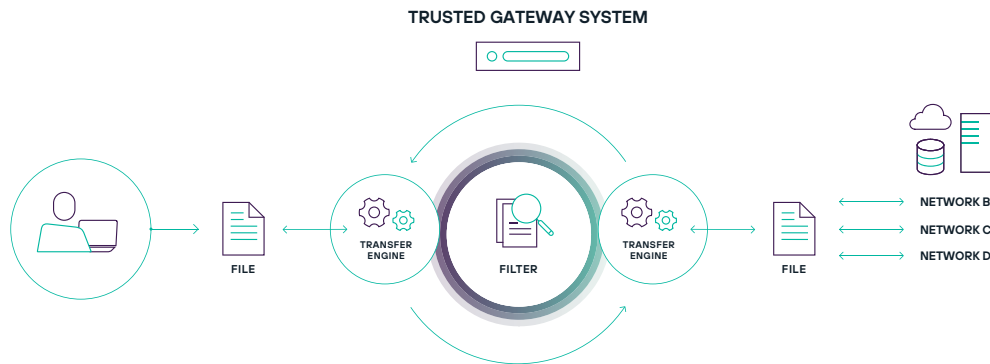 TRUSTED GATEWAY SYSTEM
FILE
TRANSFER
ENGINE
FILTER
TRANSFER
ENGINE
FILE
NETWORK B
NETWORK C
NETWORK D